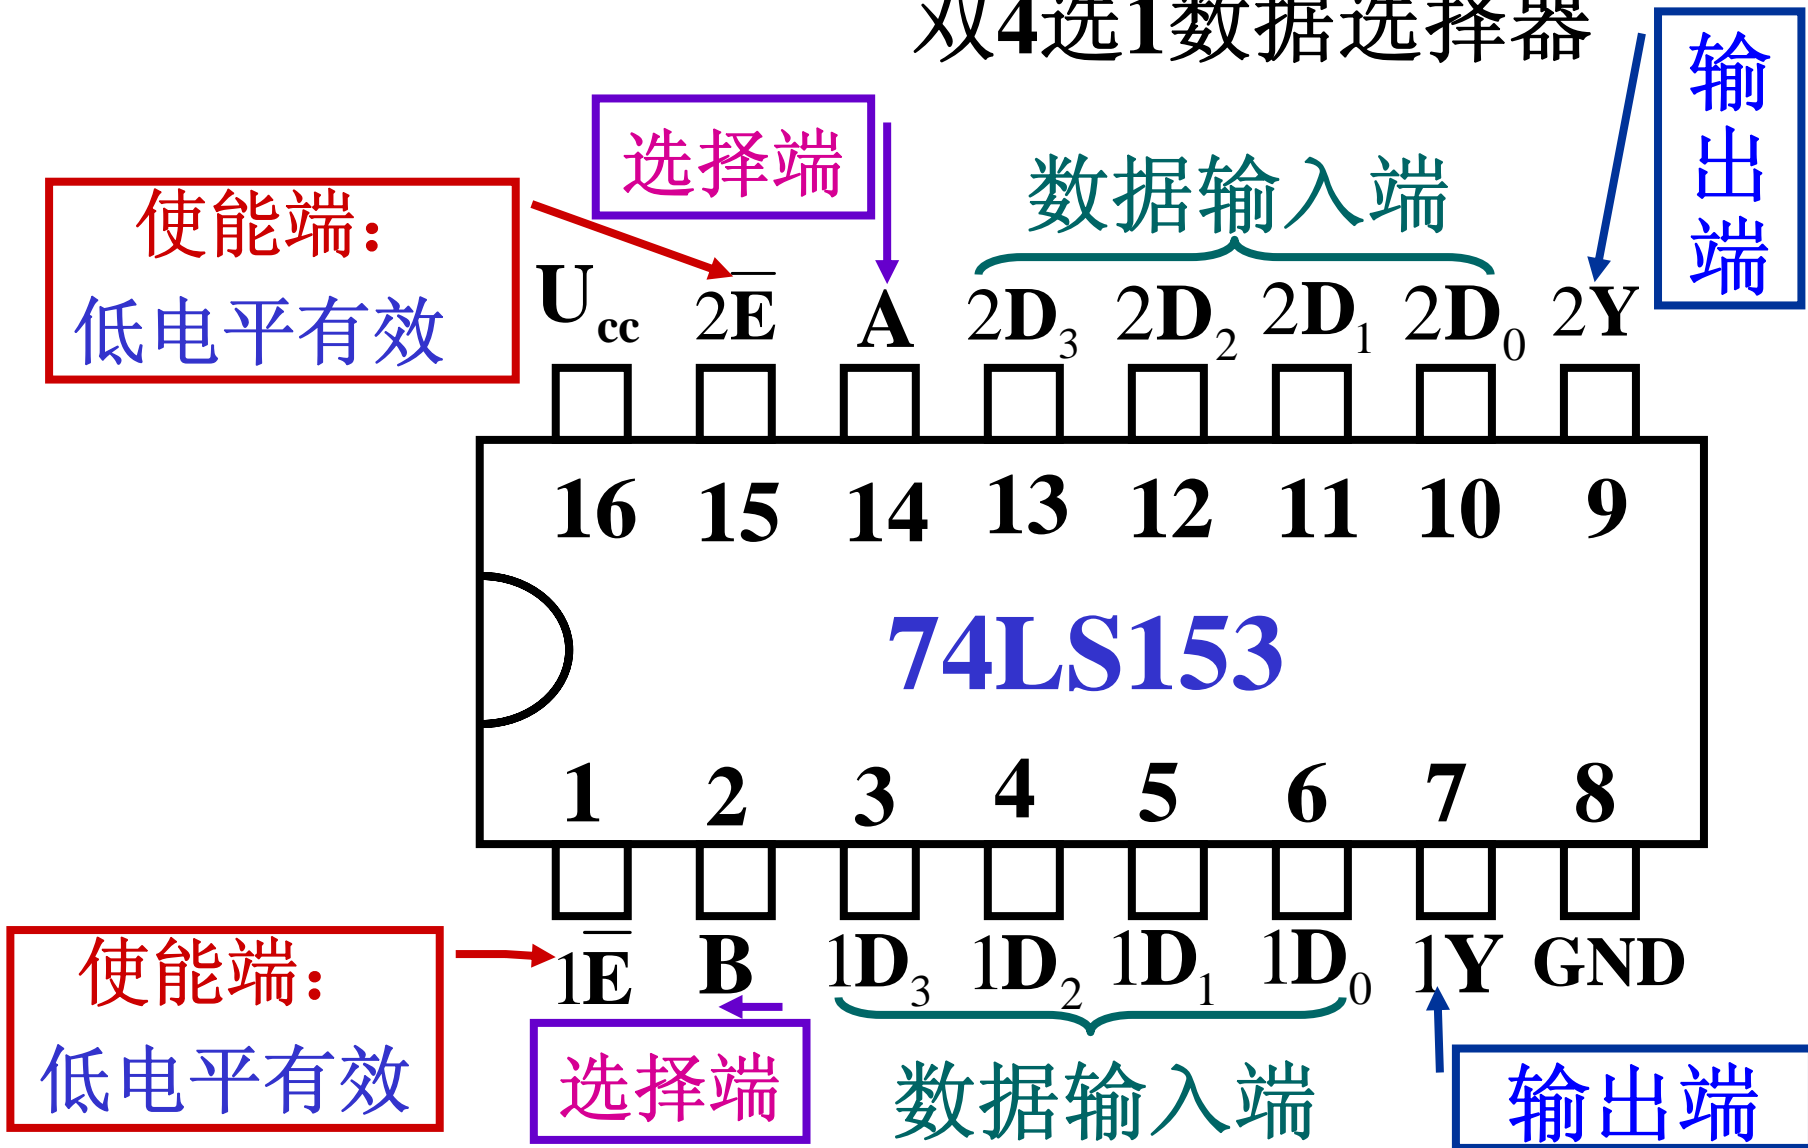 双4选1数据选择器
输出端
选择端
数据输入端
使能端：
低电平有效
Ucc 2E̅ A 2D₃ 2D₂ 2D₁ 2D₀ 2Y
16 15 14 13 12 11 10 9
74LS153
1 2 3 4 5 6 7 8
1E̅ B 1D₃ 1D₂ 1D₁ 1D₀ 1Y GND
使能端：
低电平有效
选择端
数据输入端
输出端